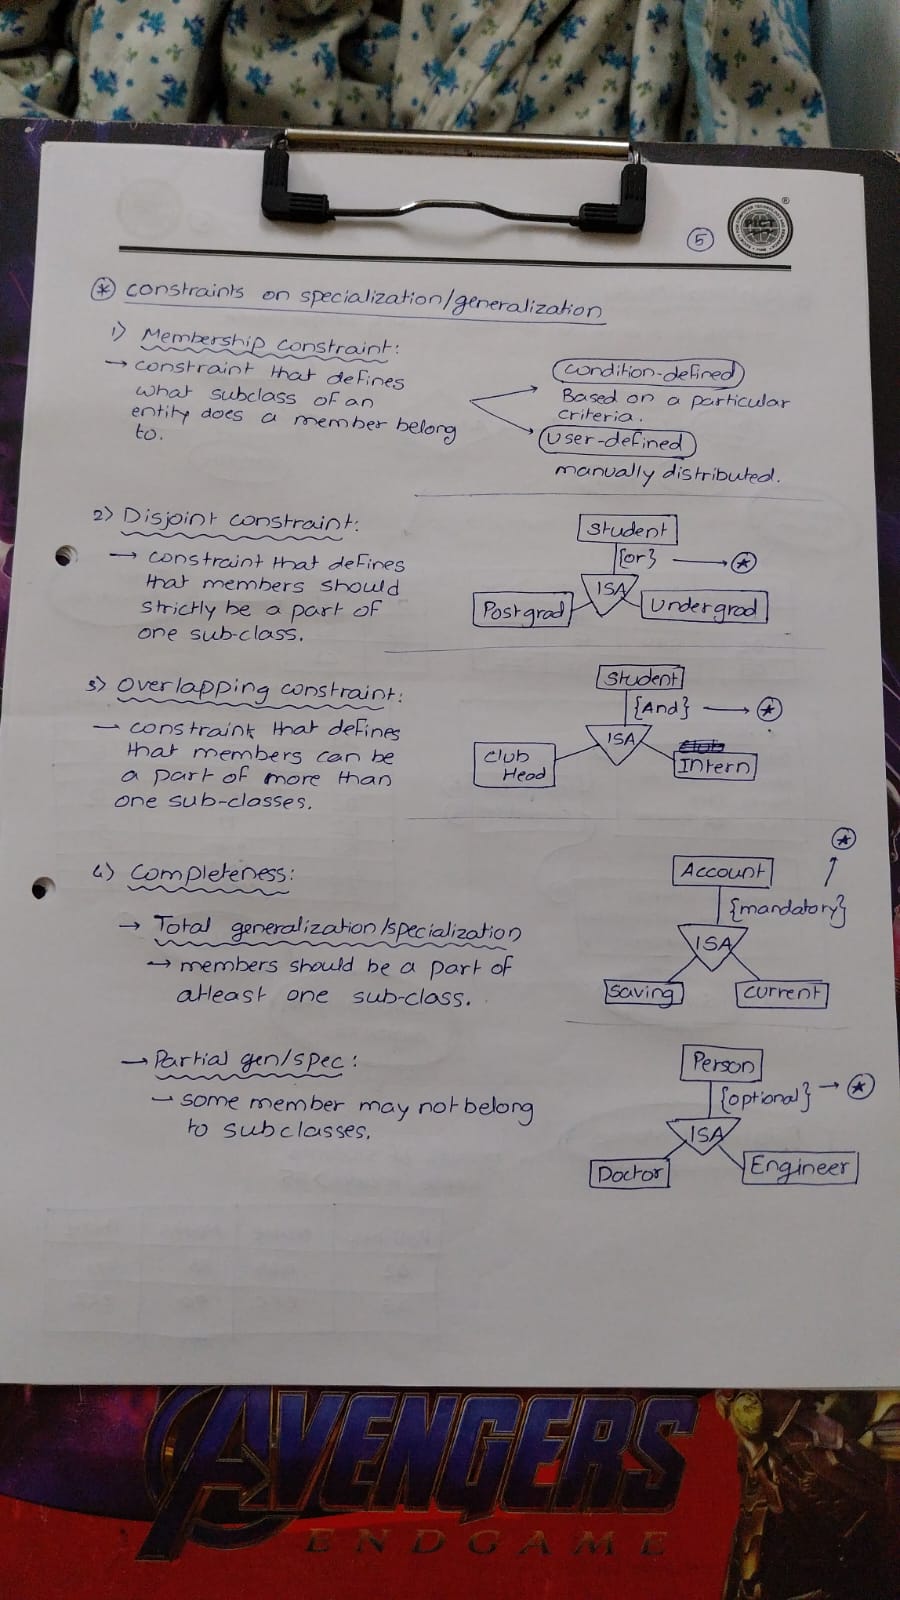 5
PICT
* constraints on specialization/generalization
1) Membership constraint:
→ constraint that defines
what subclass of an
entity does a member belong
to.
condition-defined
Based on a particular
criteria.
User-defined
manually distributed.
2) Disjoint constraint:
→ constraint that defines
that members should
strictly be a part of
one sub-class.
Student
{or} → *
ISA
Postgrad
Undergrad
3) Overlapping constraint:
→ constraint that defines
that members can be
a part of more than
one sub-classes.
Student
{And} → *
ISA
Club
Head
Intern
4) Completeness:
→ Total generalization/specialization
→ members should be a part of
atleast one sub-class.
*
Account
{mandatory}
ISA
Saving
current
→ Partial gen/spec:
→ some member may not belong
to subclasses.
Person
{optional} → *
ISA
Doctor
Engineer
AVENGERS
ENDGAME